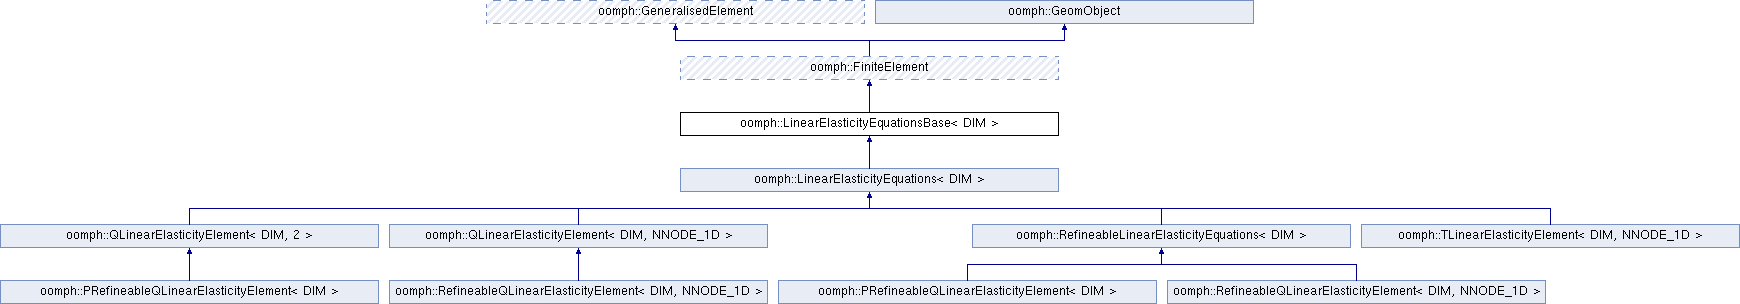 oomph::GeneralisedElement
oomph::GeomObject
oomph::FiniteElement
oomph::LinearElasticityEquationsBase< DIM >
oomph::LinearElasticityEquations< DIM >
oomph::QLinearElasticityElement< DIM, 2 >
oomph::QLinearElasticityElement< DIM, NNODE_1D >
oomph::RefineableLinearElasticityEquations< DIM >
oomph::TLinearElasticityElement< DIM, NNODE_1D >
oomph::PRefineableQLinearElasticityElement< DIM >
oomph::RefineableQLinearElasticityElement< DIM, NNODE_1D >
oomph::PRefineableQLinearElasticityElement< DIM >
oomph::RefineableQLinearElasticityElement< DIM, NNODE_1D >